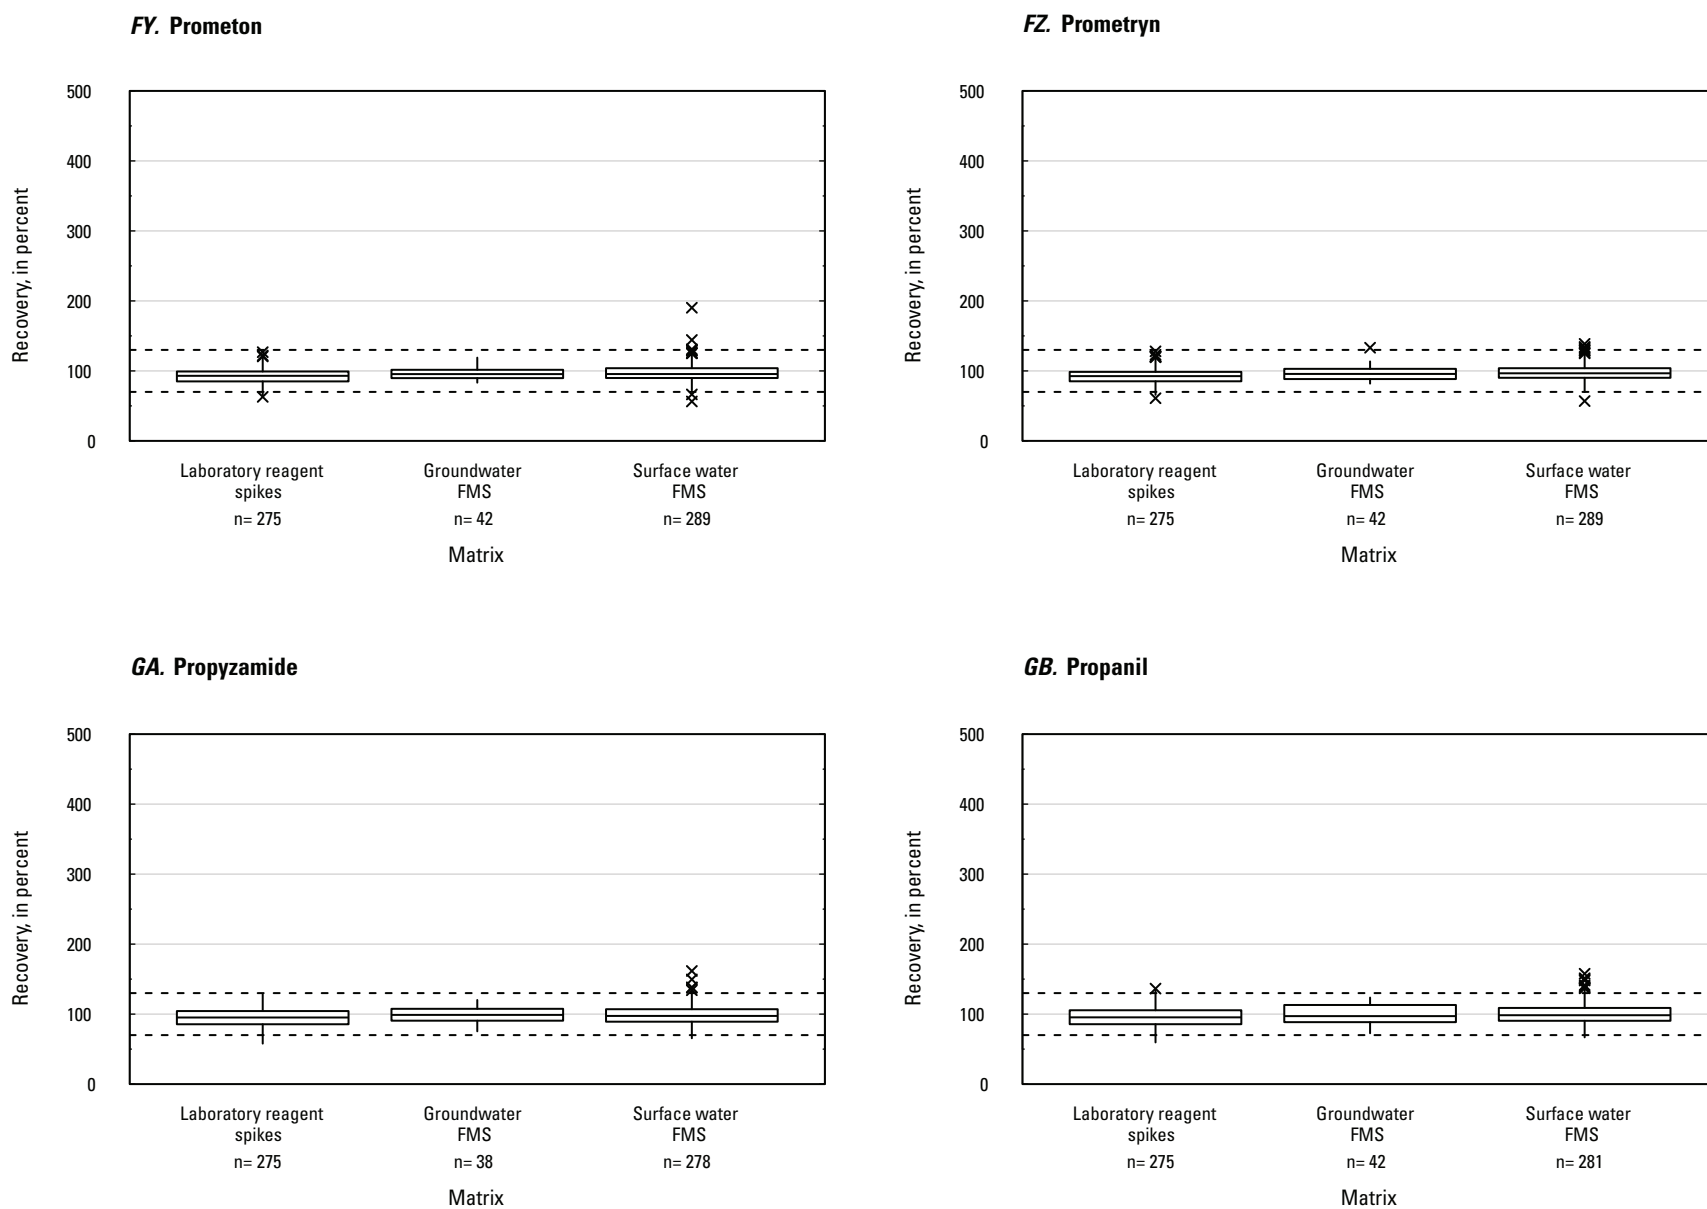 FY. Prometon
500
400
300
200
100
0
Recovery, in percent
Laboratory reagent
spikes
n= 275
Groundwater
FMS
n= 42
Surface water
FMS
n= 289
Matrix
FZ. Prometryn
500
400
300
200
100
0
Recovery, in percent
Laboratory reagent
spikes
n= 275
Groundwater
FMS
n= 42
Surface water
FMS
n= 289
Matrix
GA. Propyzamide
500
400
300
200
100
0
Recovery, in percent
Laboratory reagent
spikes
n= 275
Groundwater
FMS
n= 38
Surface water
FMS
n= 278
Matrix
GB. Propanil
500
400
300
200
100
0
Recovery, in percent
Laboratory reagent
spikes
n= 275
Groundwater
FMS
n= 42
Surface water
FMS
n= 281
Matrix